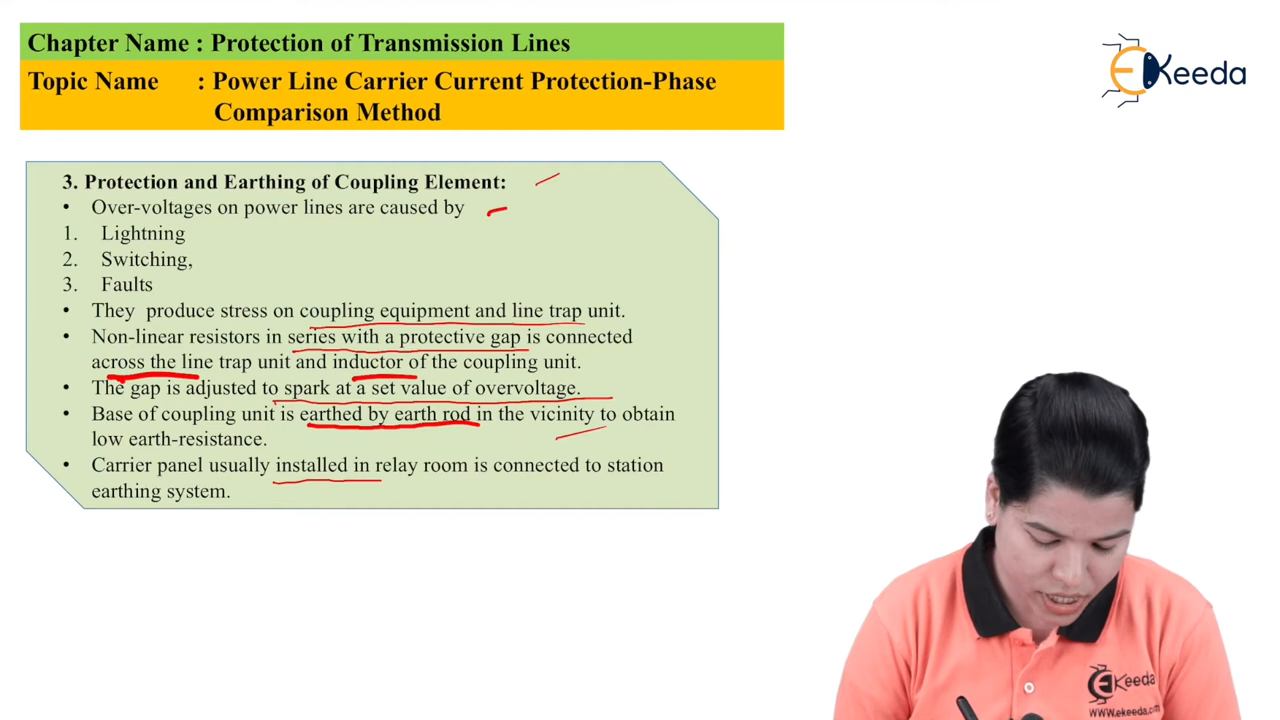 Chapter Name : Protection of Transmission Lines
Topic Name : Power Line Carrier Current Protection-Phase
Comparison Method
Keeda
3. Protection and Earthing of Coupling Element:
• Over-voltages on power lines are caused by
1. Lightning
2. Switching,
3. Faults
• They produce stress on coupling equipment and line trap unit.
• Non-linear resistors in series with a protective gap is connected
across the line trap unit and inductor of the coupling unit.
• The gap is adjusted to spark at a set value of overvoltage.
• Base of coupling unit is earthed by earth rod in the vicinity to obtain
low earth-resistance.
• Carrier panel usually installed in relay room is connected to station
earthing system.
Keeda
www.ekeeda.com